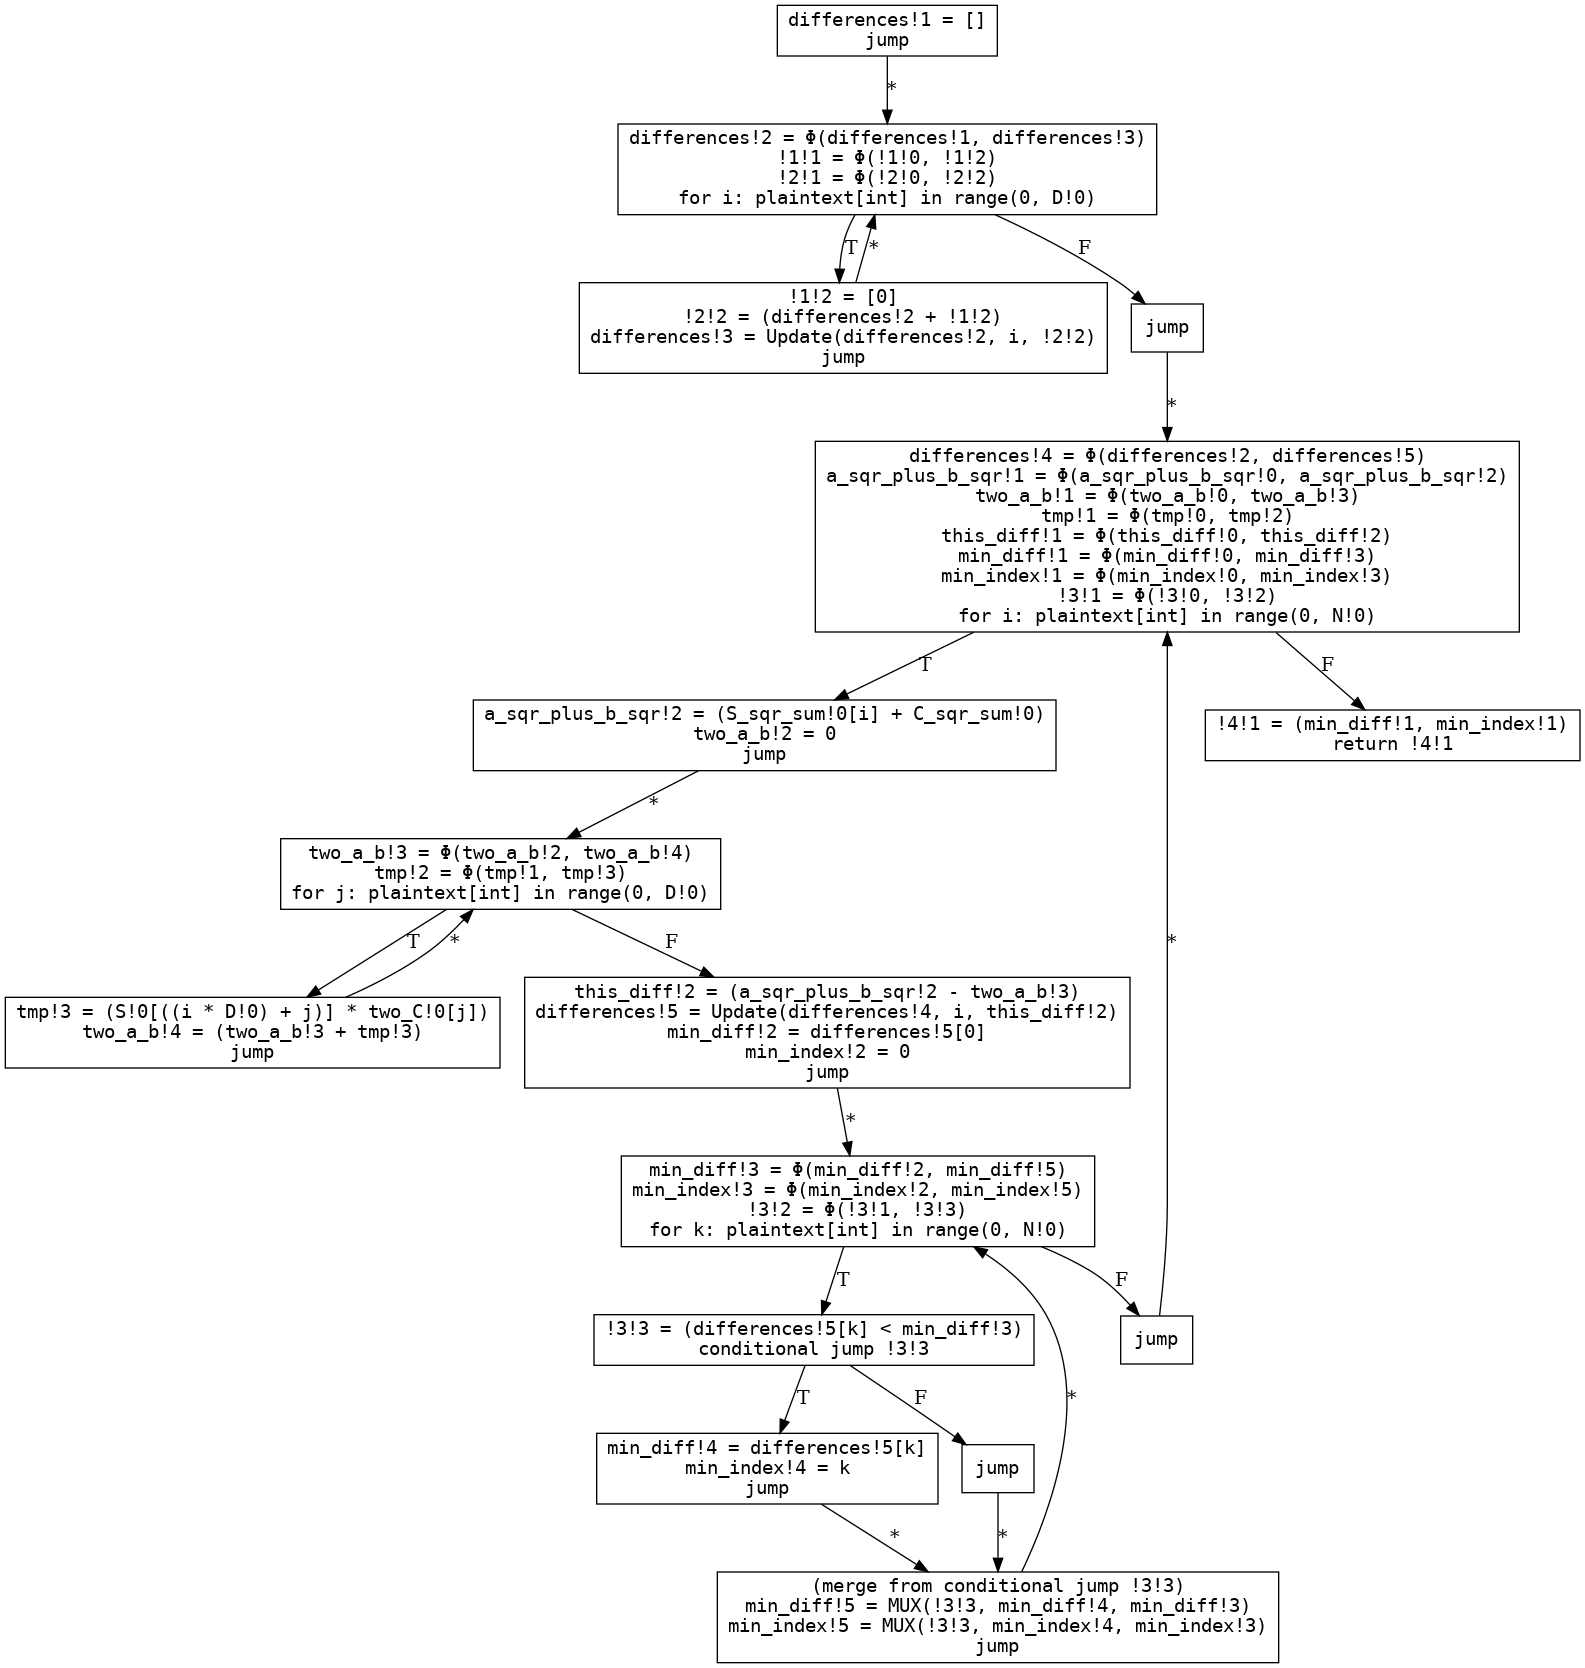 differences!1 = []
jump
*
differences!2 = Φ(differences!1, differences!3)
!1!1 = Φ(!1!0, !1!2)
!2!1 = Φ(!2!0, !2!2)
for i: plaintext[int] in range(0, D!0)
T
*
F
!1!2 = [0]
!2!2 = (differences!2 + !1!2)
differences!3 = Update(differences!2, i, !2!2)
jump
jump
*
differences!4 = Φ(differences!2, differences!5)
a_sqr_plus_b_sqr!1 = Φ(a_sqr_plus_b_sqr!0, a_sqr_plus_b_sqr!2)
two_a_b!1 = Φ(two_a_b!0, two_a_b!3)
tmp!1 = Φ(tmp!0, tmp!2)
this_diff!1 = Φ(this_diff!0, this_diff!2)
min_diff!1 = Φ(min_diff!0, min_diff!3)
min_index!1 = Φ(min_index!0, min_index!3)
!3!1 = Φ(!3!0, !3!2)
for i: plaintext[int] in range(0, N!0)
T
F
a_sqr_plus_b_sqr!2 = (S_sqr_sum!0[i] + C_sqr_sum!0)
two_a_b!2 = 0
jump
!4!1 = (min_diff!1, min_index!1)
return !4!1
*
two_a_b!3 = Φ(two_a_b!2, two_a_b!4)
tmp!2 = Φ(tmp!1, tmp!3)
for j: plaintext[int] in range(0, D!0)
T
*
F
*
tmp!3 = (S!0[((i * D!0) + j)] * two_C!0[j])
two_a_b!4 = (two_a_b!3 + tmp!3)
jump
this_diff!2 = (a_sqr_plus_b_sqr!2 - two_a_b!3)
differences!5 = Update(differences!4, i, this_diff!2)
min_diff!2 = differences!5[0]
min_index!2 = 0
jump
*
min_diff!3 = Φ(min_diff!2, min_diff!5)
min_index!3 = Φ(min_index!2, min_index!5)
!3!2 = Φ(!3!1, !3!3)
for k: plaintext[int] in range(0, N!0)
T
F
!3!3 = (differences!5[k] < min_diff!3)
conditional jump !3!3
jump
T
F
*
min_diff!4 = differences!5[k]
min_index!4 = k
jump
jump
*
*
(merge from conditional jump !3!3)
min_diff!5 = MUX(!3!3, min_diff!4, min_diff!3)
min_index!5 = MUX(!3!3, min_index!4, min_index!3)
jump